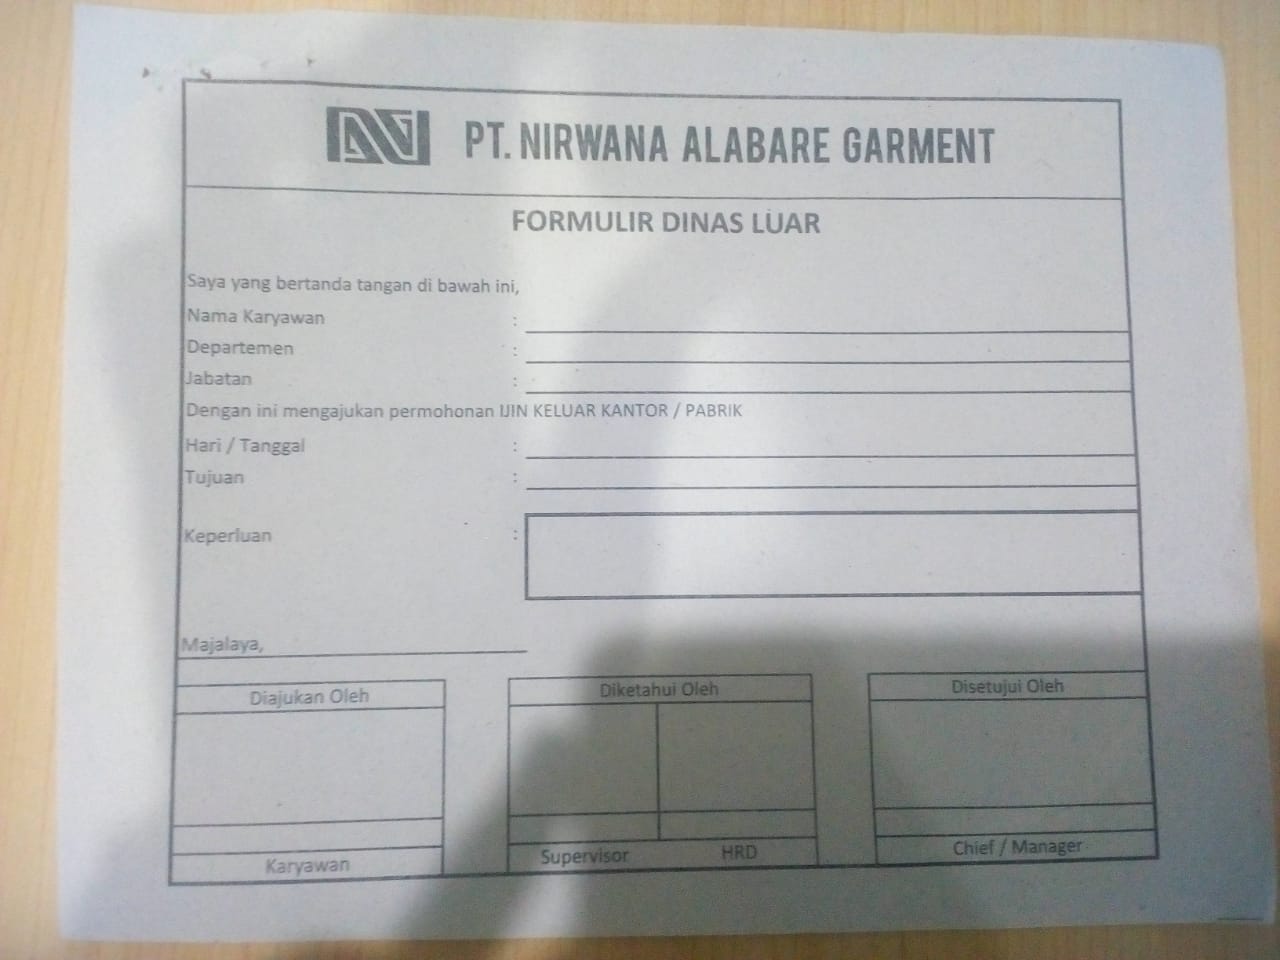 PT. NIRWANA ALABARE GARMENT
FORMULIR DINAS LUAR
Saya yang bertanda tangan di bawah ini,
Nama Karyawan :
Departemen :
Jabatan :
Dengan ini mengajukan permohonan IJIN KELUAR KANTOR / PABRIK
Hari / Tanggal :
Tujuan :
Keperluan :
Majalaya,
Diajukan Oleh Diketahui Oleh Disetujui Oleh
Karyawan Supervisor HRD Chief / Manager